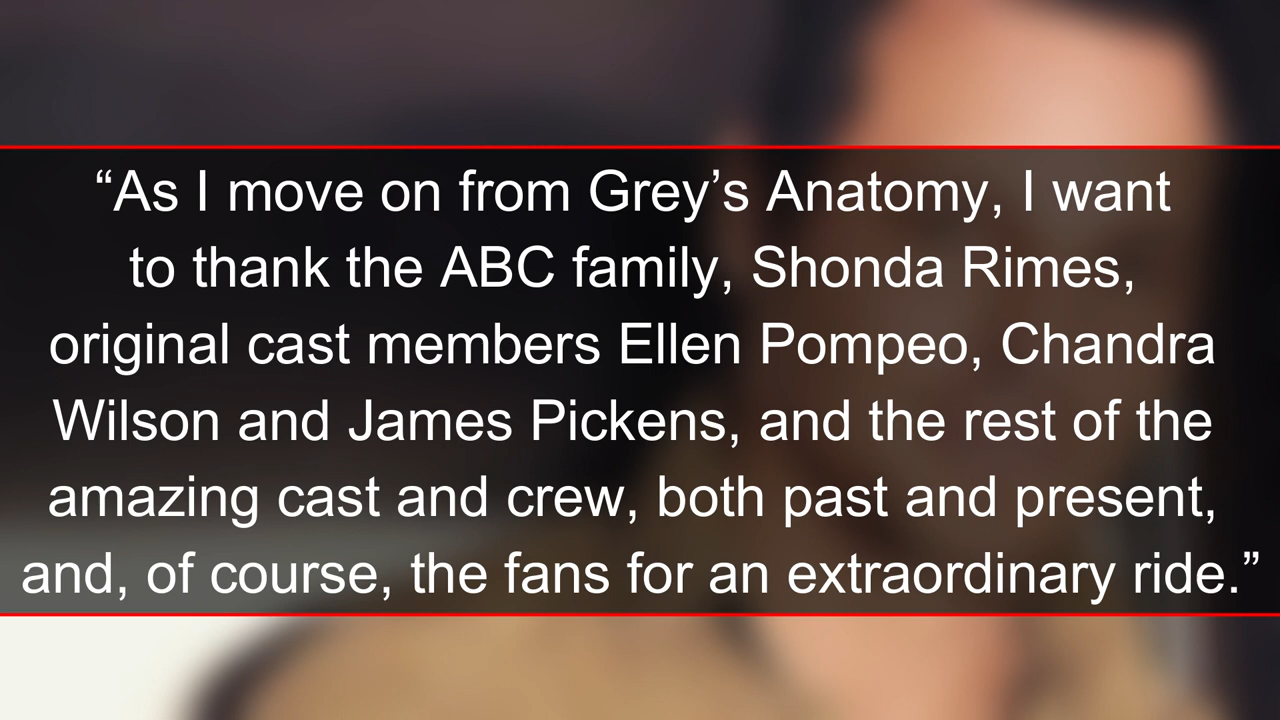 “As I move on from Grey’s Anatomy, I want
to thank the ABC family, Shonda Rimes,
original cast members Ellen Pompeo, Chandra
Wilson and James Pickens, and the rest of the
amazing cast and crew, both past and present,
and, of course, the fans for an extraordinary ride.”